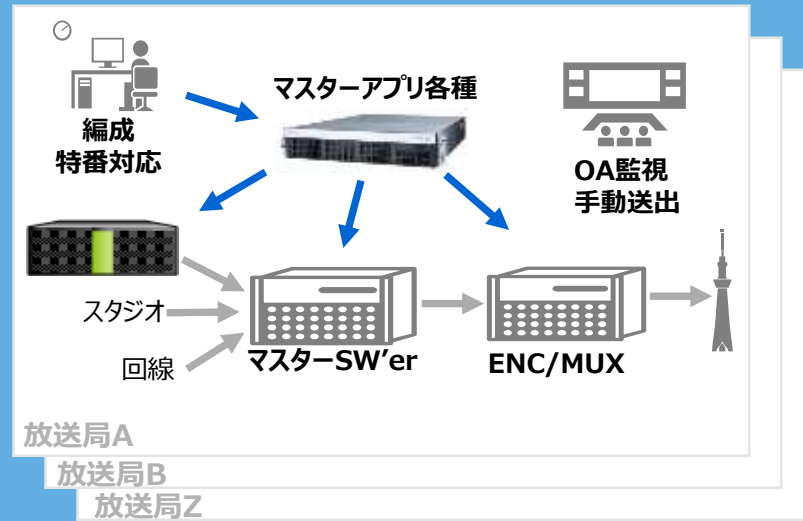 編成
特番対応
マスターアプリ各種
OA監視
手動送出
スタジオ
回線
マスターSW’er
ENC/MUX
放送局A
放送局B
放送局Z